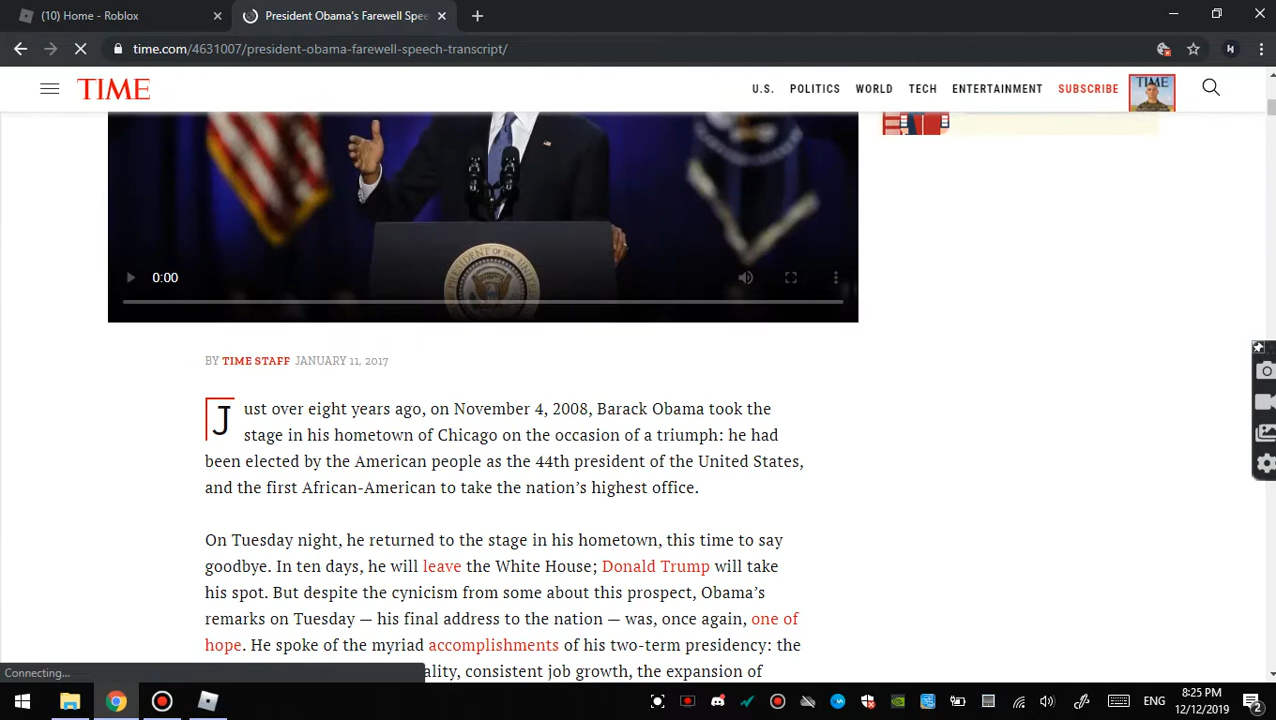 (10) Home - Roblox
President Obama's Farewell Spee
time.com/4631007/president-obama-farewell-speech-transcript/
TIME
U.S. POLITICS WORLD TECH ENTERTAINMENT SUBSCRIBE
TIME
0:00
BY TIME STAFF JANUARY 11, 2017
Just over eight years ago, on November 4, 2008, Barack Obama took the
stage in his hometown of Chicago on the occasion of a triumph: he had
been elected by the American people as the 44th president of the United States,
and the first African-American to take the nation's highest office.
On Tuesday night, he returned to the stage in his hometown, this time to say
goodbye. In ten days, he will leave the White House; Donald Trump will take
his spot. But despite the cynicism from some about this prospect, Obama's
remarks on Tuesday — his final address to the nation — was, once again, one of
hope. He spoke of the myriad accomplishments of his two-term presidency: the
ality, consistent job growth, the expansion of
Connecting...
ENG
8:25 PM
12/12/2019
2